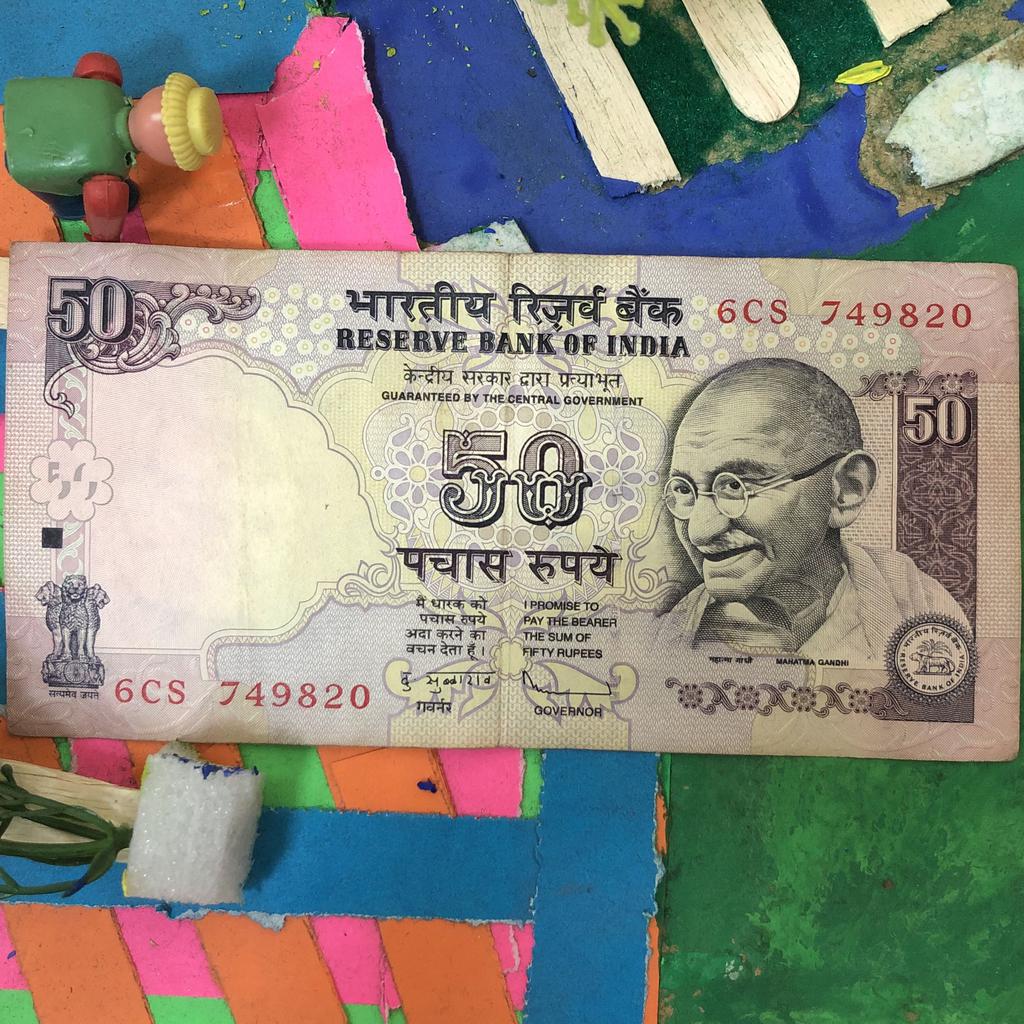 50
भारतीय रिज़र्व बैंक
6CS 749820
RESERVE BANK OF INDIA
केन्द्रीय सरकार द्वारा प्रत्याभूत
GUARANTEED BY THE CENTRAL GOVERNMENT
50
50
पचास रुपये
मैं धारक को
पचास रुपये
अदा करने का
वचन देता हूँ।
I PROMISE TO
PAY THE BEARER
THE SUM OF
FIFTY RUPEES
महात्मा गांधी
MAHATMA GANDHI
भारतीय रिज़र्व बैंक
RESERVE BANK OF INDIA
सत्यमेव जयते
6CS 749820
दु सुब्बाराव
गवर्नर
GOVERNOR